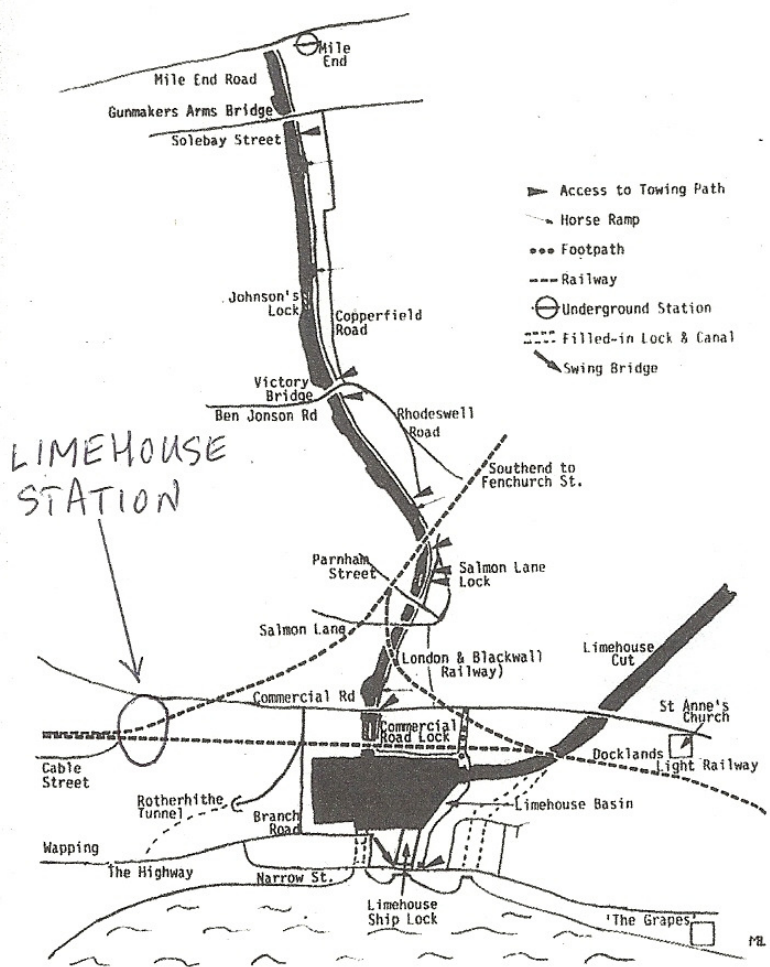 Mile
End
Mile End Road
Gunmakers Arms Bridge
Solebay Street
Access to Towing Path
Horse Ramp
Footpath
Railway
Underground Station
Filled-in Lock & Canal
Swing Bridge
Johnson's
Lock
Copperfield
Road
Victory
Bridge
Ben Jonson Rd
Rhodeswell
Road
LIMEHOUSE
STATION
Southend to
Fenchurch St.
Parnham
Street
Salmon Lane
Lock
Salmon Lane
London & Blackwall
Railway)
Limehouse
Cut
Commercial Rd
St Anne's
Church
Commercial
Road Lock
Docklands
Light Railway
Cable
Street
Rotherhithe
Tunnel
Branch
Road
Limehouse Basin
Wapping
The Highway
Narrow St.
Limehouse
Ship Lock
'The Grapes'
ML